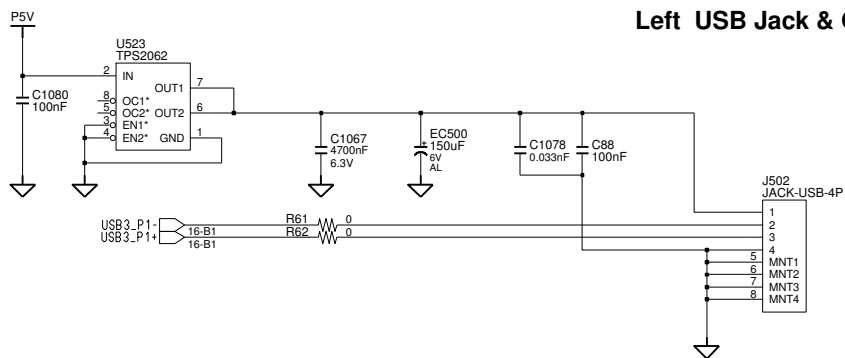 P5V
Left USB Jack &
U523
TPS2062
2 IN
OUT1 7
8 OC1*
5 OC2*
OUT2 6
3 EN1*
4 EN2*
GND 1
C1080
100nF
C1067
4700nF
6.3V
EC500
150uF
6V
AL
C1078
0.033nF
C88
100nF
J502
JACK-USB-4P
1
2
3
4
5 MNT1
6 MNT2
7 MNT3
8 MNT4
USB3_P1-
16-B1
R61 0
USB3_P1+
16-B1
R62 0